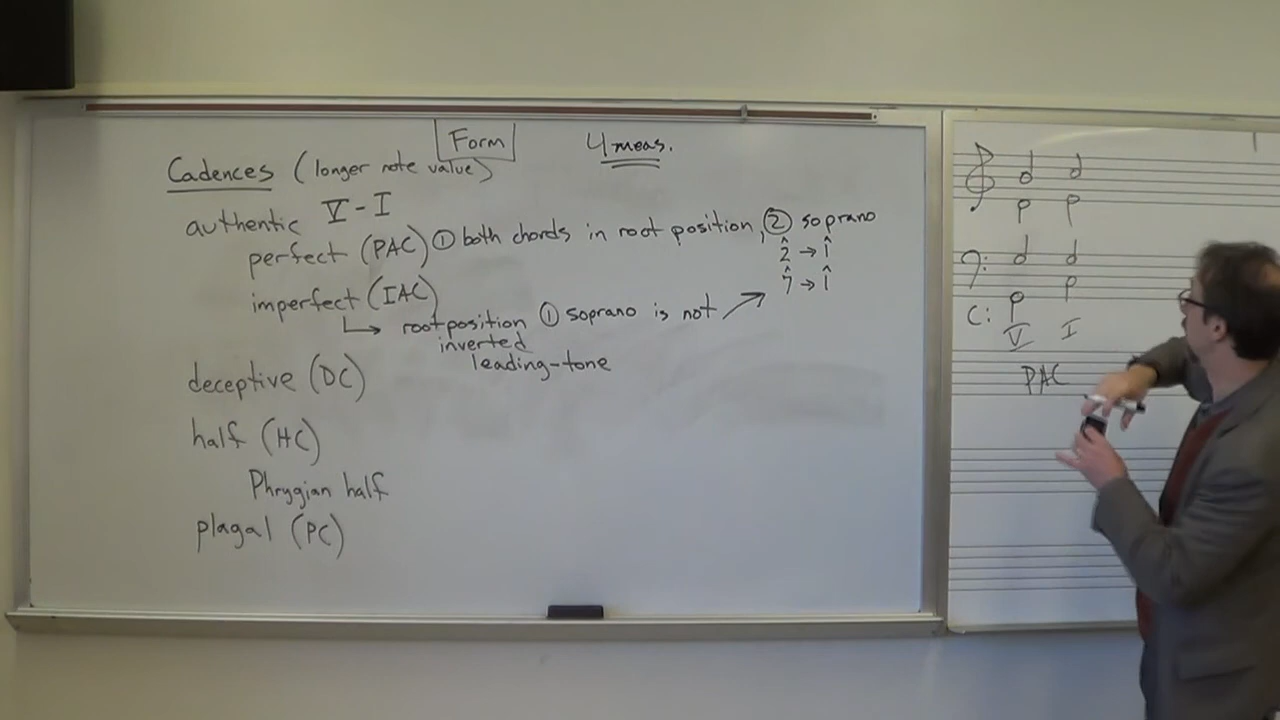 Form
4 meas.
Cadences (longer note value)
authentic V - I
perfect (PAC) ① both chords in root position, ② soprano
2̂ → 1̂
7̂ → 1̂
imperfect (IAC)
↳ root position ① soprano is not ↗
inverted
leading-tone
deceptive (DC)
half (HC)
Phrygian half
plagal (PC)
C: V I
PAC